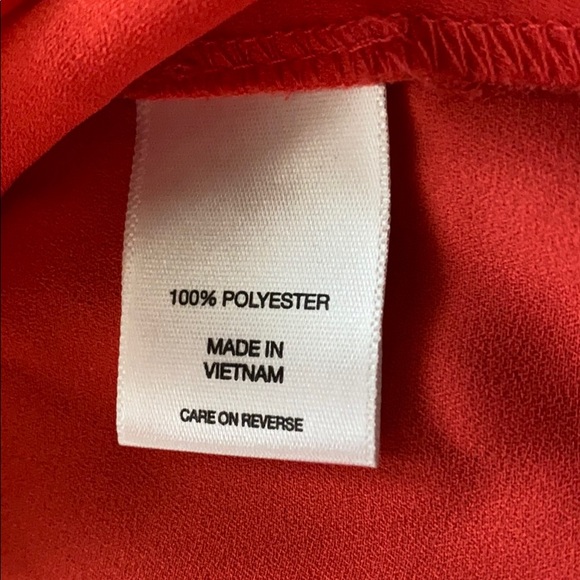 100% POLYESTER
MADE IN
VIETNAM
CARE ON REVERSE